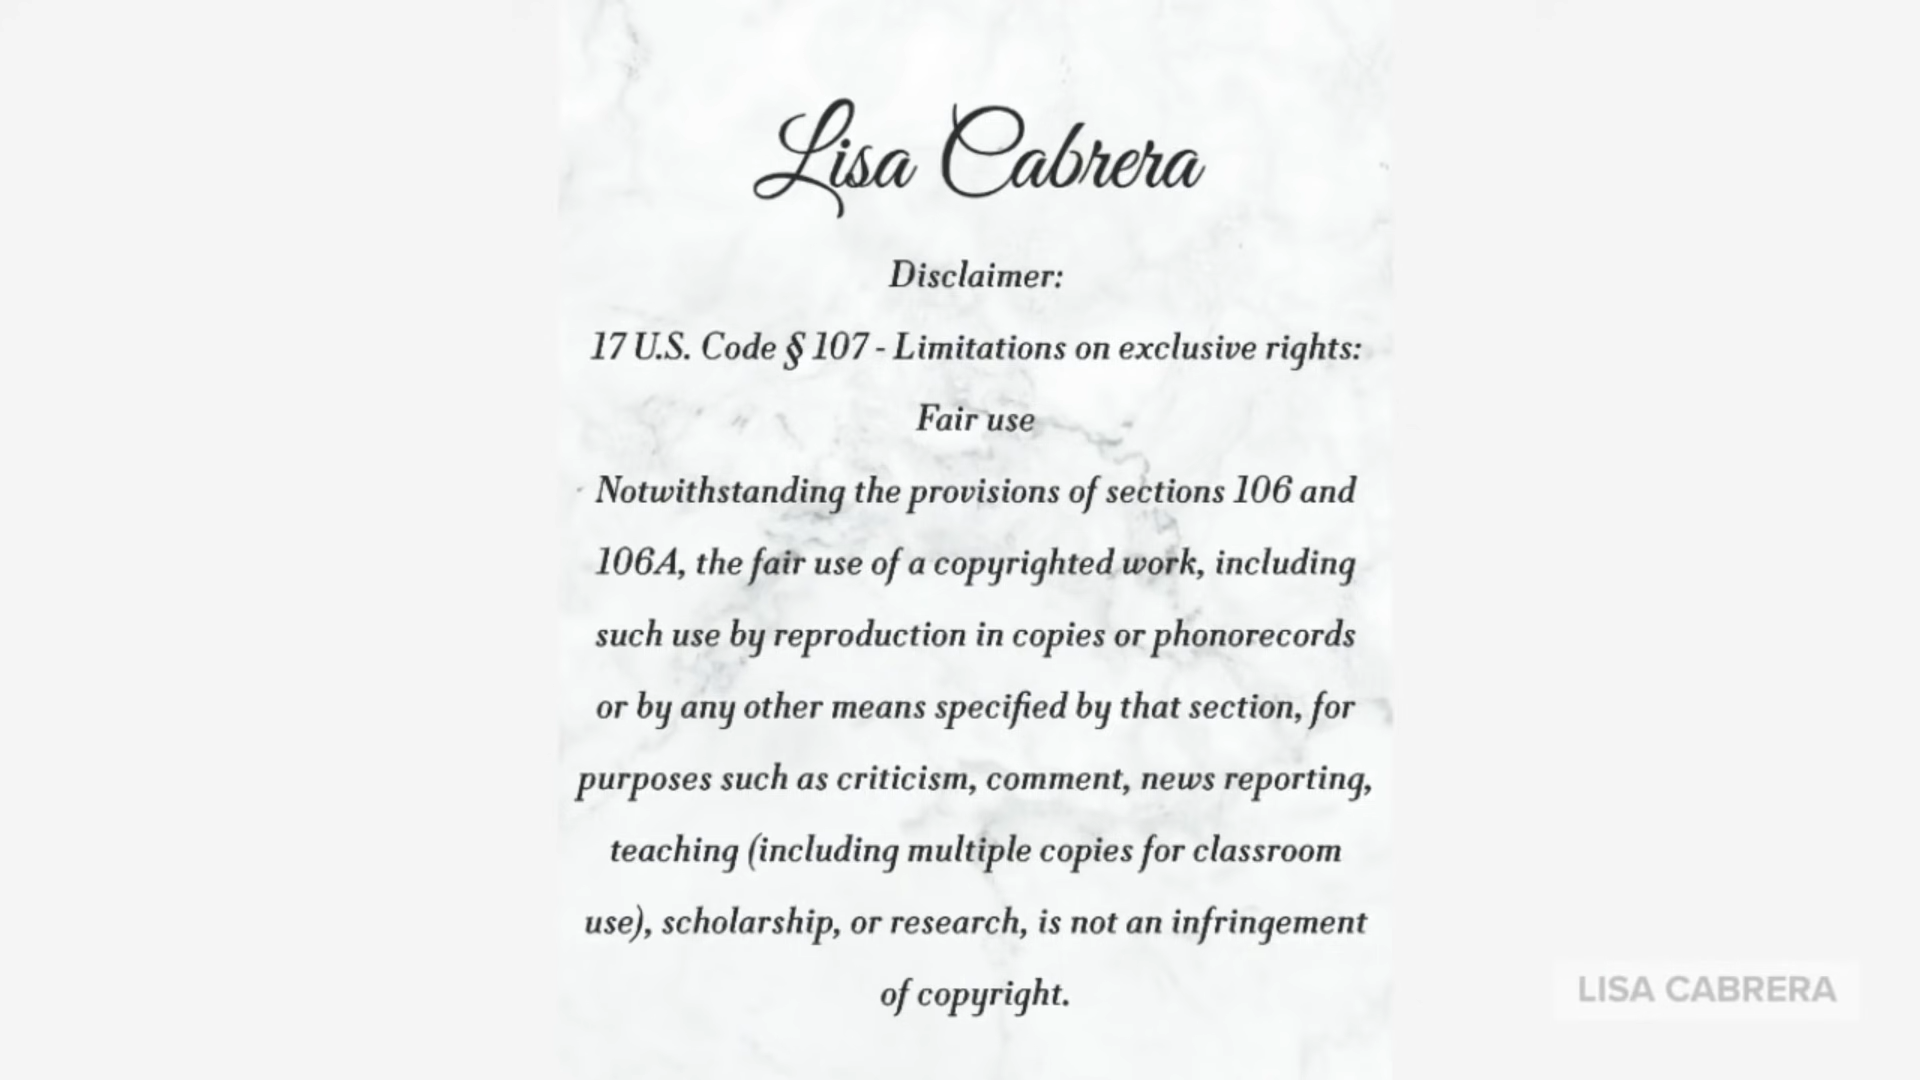 Lisa Cabrera
Disclaimer:
17 U.S. Code § 107 - Limitations on exclusive rights:
Fair use
Notwithstanding the provisions of sections 106 and
106A, the fair use of a copyrighted work, including
such use by reproduction in copies or phonorecords
or by any other means specified by that section, for
purposes such as criticism, comment, news reporting,
teaching (including multiple copies for classroom
use), scholarship, or research, is not an infringement
of copyright.
LISA CABRERA